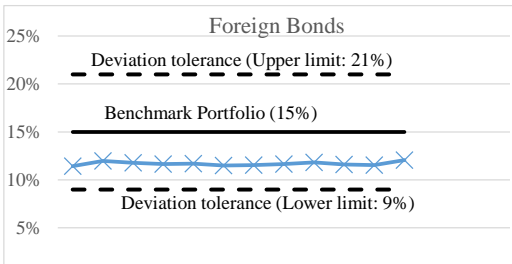 Foreign Bonds
25%
Deviation tolerance (Upper limit: 21%)
20%
Benchmark Portfolio (15%)
15%
10%
Deviation tolerance (Lower limit: 9%)
5%